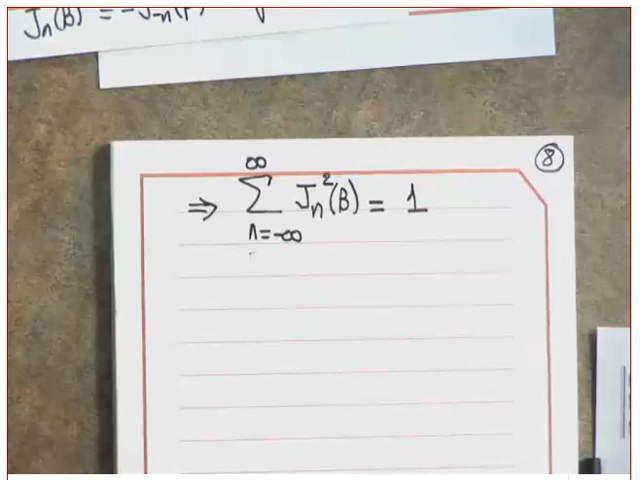 Jₙ(β) = -J₋ₙ(β)
⑧
∞
⇒ ∑ Jₙ²(β) = 1
n=-∞